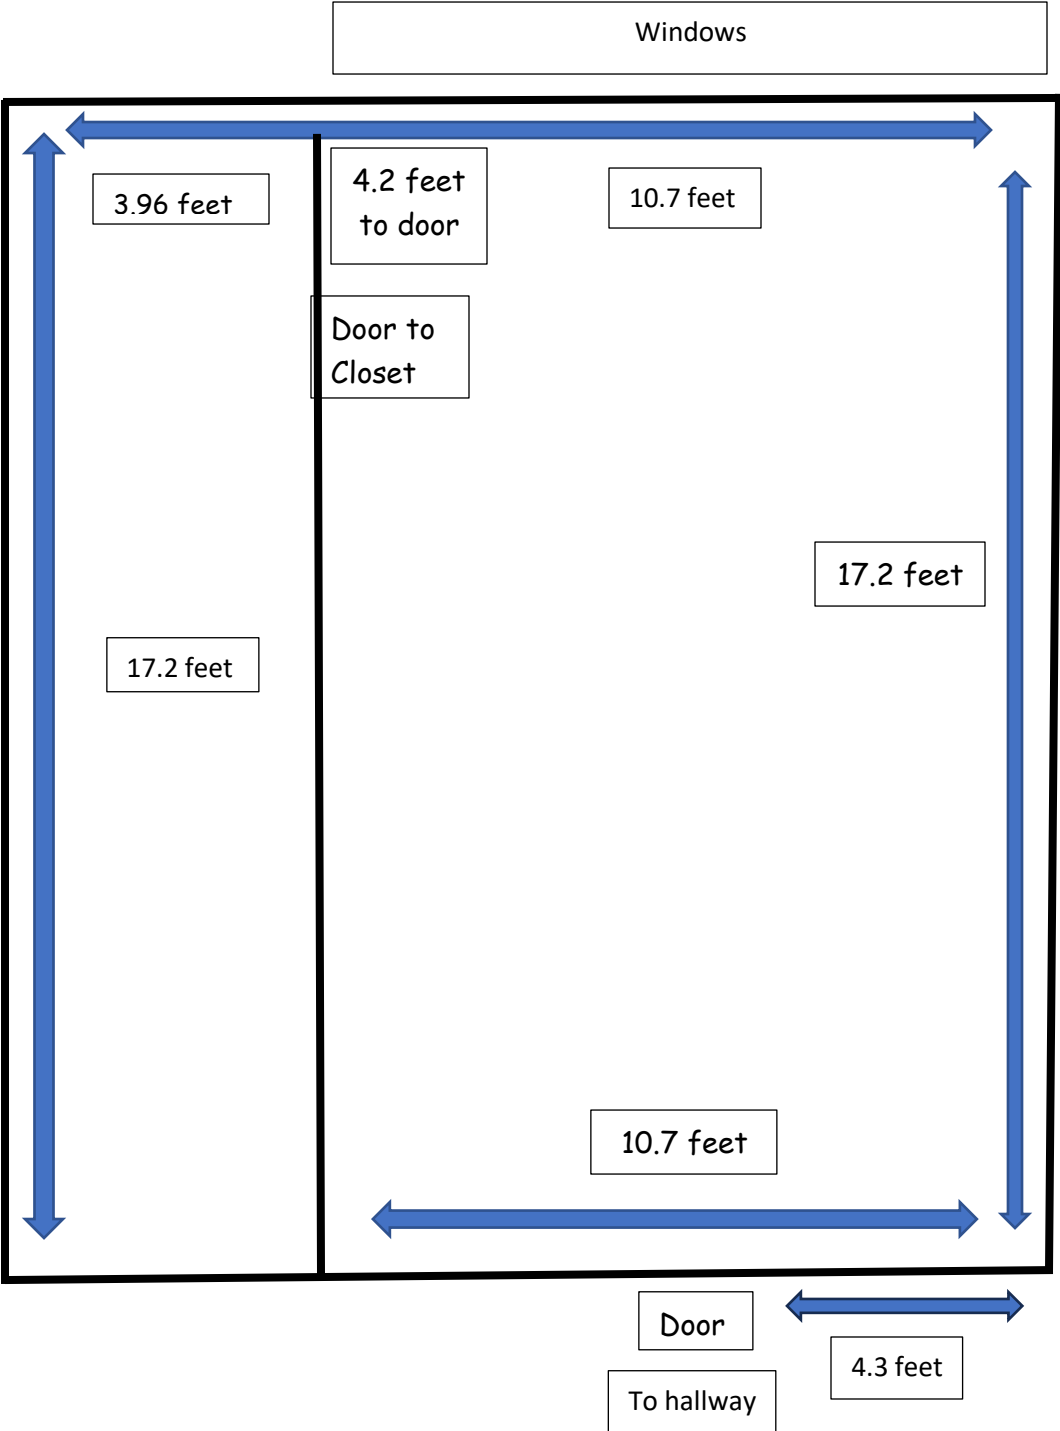 Windows
3.96 feet
4.2 feet
to door
10.7 feet
Door to
Closet
17.2 feet
17.2 feet
10.7 feet
Door
4.3 feet
To hallway